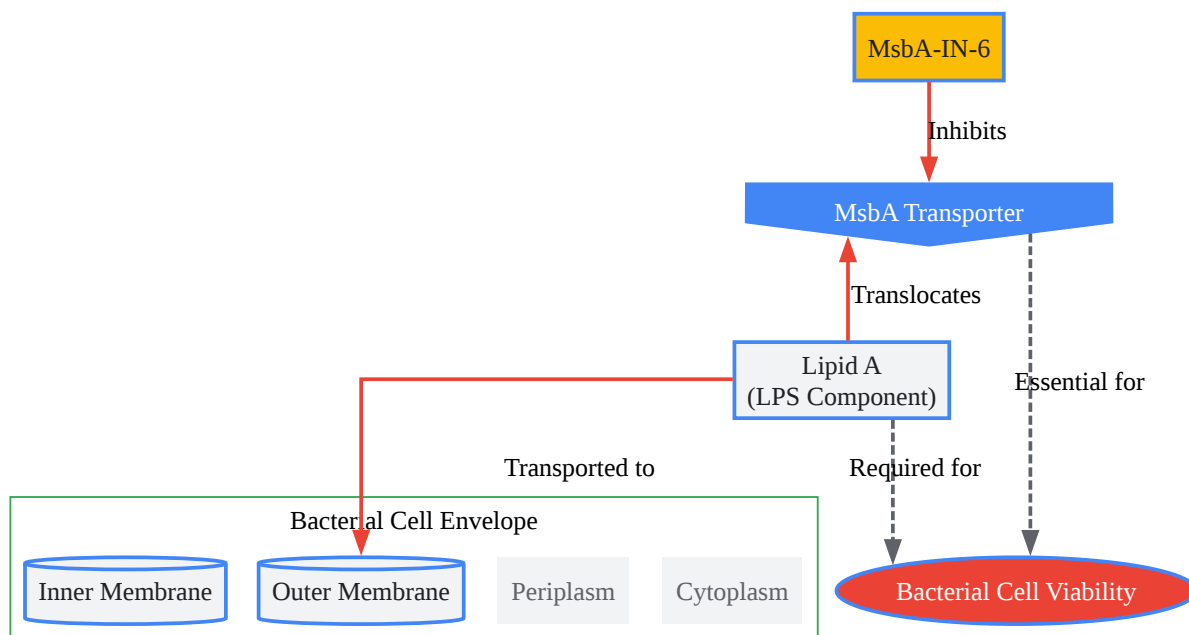 MsbA-IN-6
Inhibits
MsbA Transporter
Translocates
Lipid A
(LPS Component)
Essential for
Transported to
Required for
Bacterial Cell Envelope
Inner Membrane
Outer Membrane
Periplasm
Cytoplasm
Bacterial Cell Viability